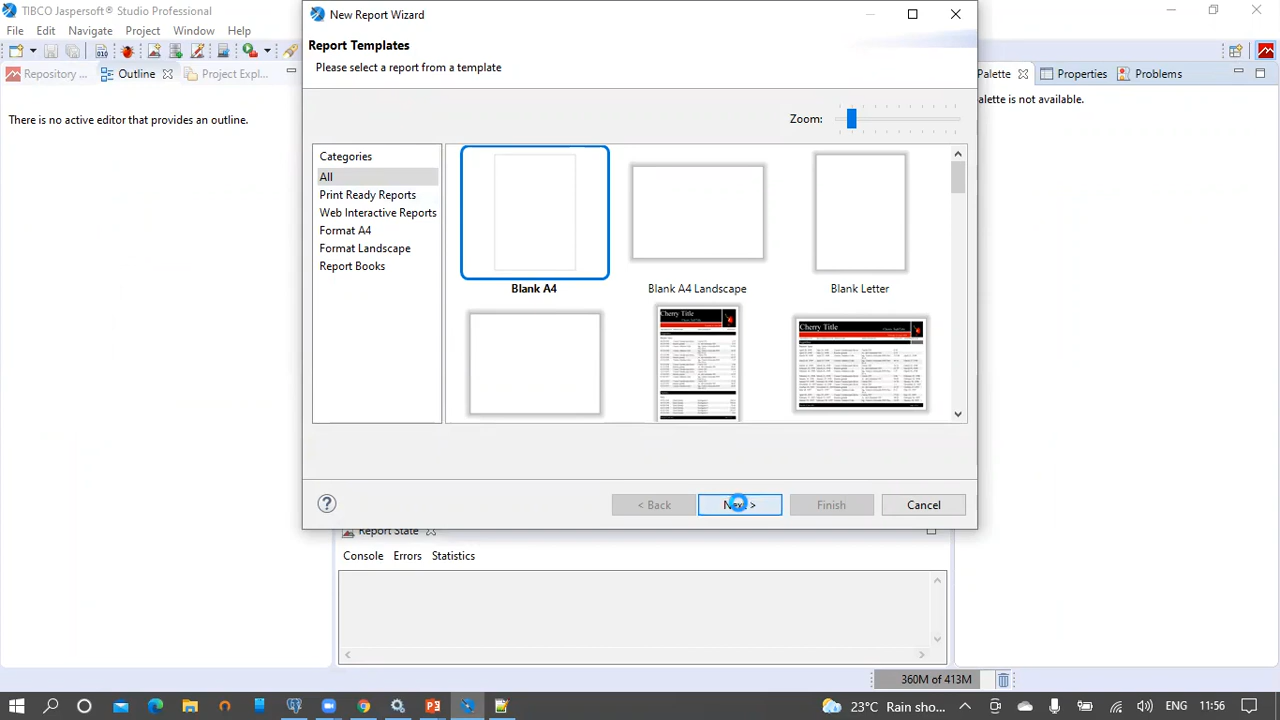 TIBCO Jaspersoft® Studio Professional
File Edit Navigate Project Window Help
Repository ... Outline Project Expl...
There is no active editor that provides an outline.
New Report Wizard
Report Templates
Please select a report from a template
Zoom:
Categories
All
Print Ready Reports
Web Interactive Reports
Format A4
Format Landscape
Report Books
Blank A4
Blank A4 Landscape
Blank Letter
Cherry Title
Cherry Title
< Back
Next >
Finish
Cancel
Palette Properties Problems
alette is not available.
Report State
Console Errors Statistics
360M of 413M
23°C Rain sho...
ENG 11:56